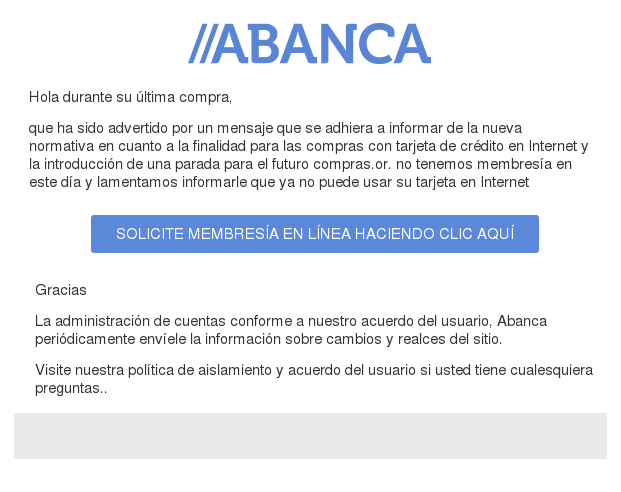 //ABANCA
Hola durante su última compra,
que ha sido advertido por un mensaje que se adhiera a informar de la nueva
normativa en cuanto a la finalidad para las compras con tarjeta de crédito en Internet y
la introducción de una parada para el futuro compras.or. no tenemos membresía en
este día y lamentamos informarle que ya no puede usar su tarjeta en Internet
SOLICITE MEMBRESÍA EN LÍNEA HACIENDO CLIC AQUÍ
Gracias
La administración de cuentas conforme a nuestro acuerdo del usuario, Abanca
periódicamente envíele la información sobre cambios y realces del sitio.
Visite nuestra política de aislamiento y acuerdo del usuario si usted tiene cualesquiera
preguntas..